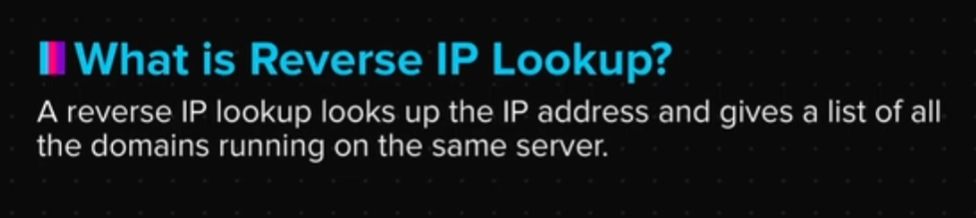 What is Reverse IP Lookup?
A reverse IP lookup looks up the IP address and gives a list of all
the domains running on the same server.